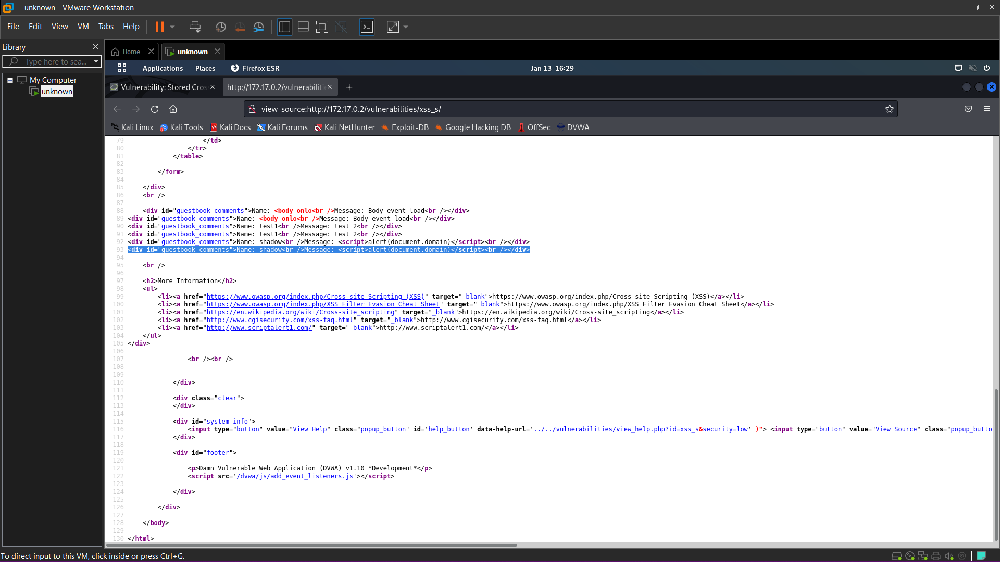 unknown - VMware Workstation
File Edit View VM Tabs Help
Library
Type here to sea...
My Computer
unknown
Home
unknown
Applications Places Firefox ESR Jan 13 16:29
Vulnerability: Stored Cros
http://172.17.0.2/vulnerabiliti
view-source:http://172.17.0.2/vulnerabilities/xss_s/
Kali Linux Kali Tools Kali Docs Kali Forums Kali NetHunter Exploit-DB Google Hacking DB OffSec DVWA
79 </td>
80 </tr>
81 </table>
82
83 </form>
84
85 </div>
86 <br />
87
88 <div id="guestbook_comments">Name: <body onlo<br />Message: Body event load<br /></div>
89 <div id="guestbook_comments">Name: <body onlo<br />Message: Body event load<br /></div>
90 <div id="guestbook_comments">Name: test1<br />Message: test 2<br /></div>
91 <div id="guestbook_comments">Name: test1<br />Message: test 2<br /></div>
92 <div id="guestbook_comments">Name: shadow<br />Message: <script>alert(document.domain)</script><br /></div>
93 <div id="guestbook_comments">Name: shadow<br />Message: <script>alert(document.domain)</script><br /></div>
94
95 <br />
96
97 <h2>More Information</h2>
98 <ul>
99 <li><a href="https://www.owasp.org/index.php/Cross-site_Scripting_(XSS)" target="_blank">https://www.owasp.org/index.php/Cross-site_Scripting_(XSS)</a></li>
100 <li><a href="https://www.owasp.org/index.php/XSS_Filter_Evasion_Cheat_Sheet" target="_blank">https://www.owasp.org/index.php/XSS_Filter_Evasion_Cheat_Sheet</a></li>
101 <li><a href="https://en.wikipedia.org/wiki/Cross-site_scripting" target="_blank">https://en.wikipedia.org/wiki/Cross-site_scripting</a></li>
102 <li><a href="http://www.cgisecurity.com/xss-faq.html" target="_blank">http://www.cgisecurity.com/xss-faq.html</a></li>
103 <li><a href="http://www.scriptalert1.com/" target="_blank">http://www.scriptalert1.com/</a></li>
104 </ul>
105 </div>
106
107 <br /><br />
108
109
110 </div>
111
112 <div class="clear">
113 </div>
114
115 <div id="system_info">
116 <input type="button" value="View Help" class="popup_button" id='help_button' data-help-url='../../vulnerabilities/view_help.php?id=xss_s&security=low' )"> <input type="button" value="View Source" class="popup_butto
117 </div>
118
119 <div id="footer">
120
121 <p>Damn Vulnerable Web Application (DVWA) v1.10 *Development*</p>
122 <script src='/dvwa/js/add_event_listeners.js'></script>
123
124 </div>
125
126 </div>
127
128 </body>
129
130 </html>
To direct input to this VM, click inside or press Ctrl+G.